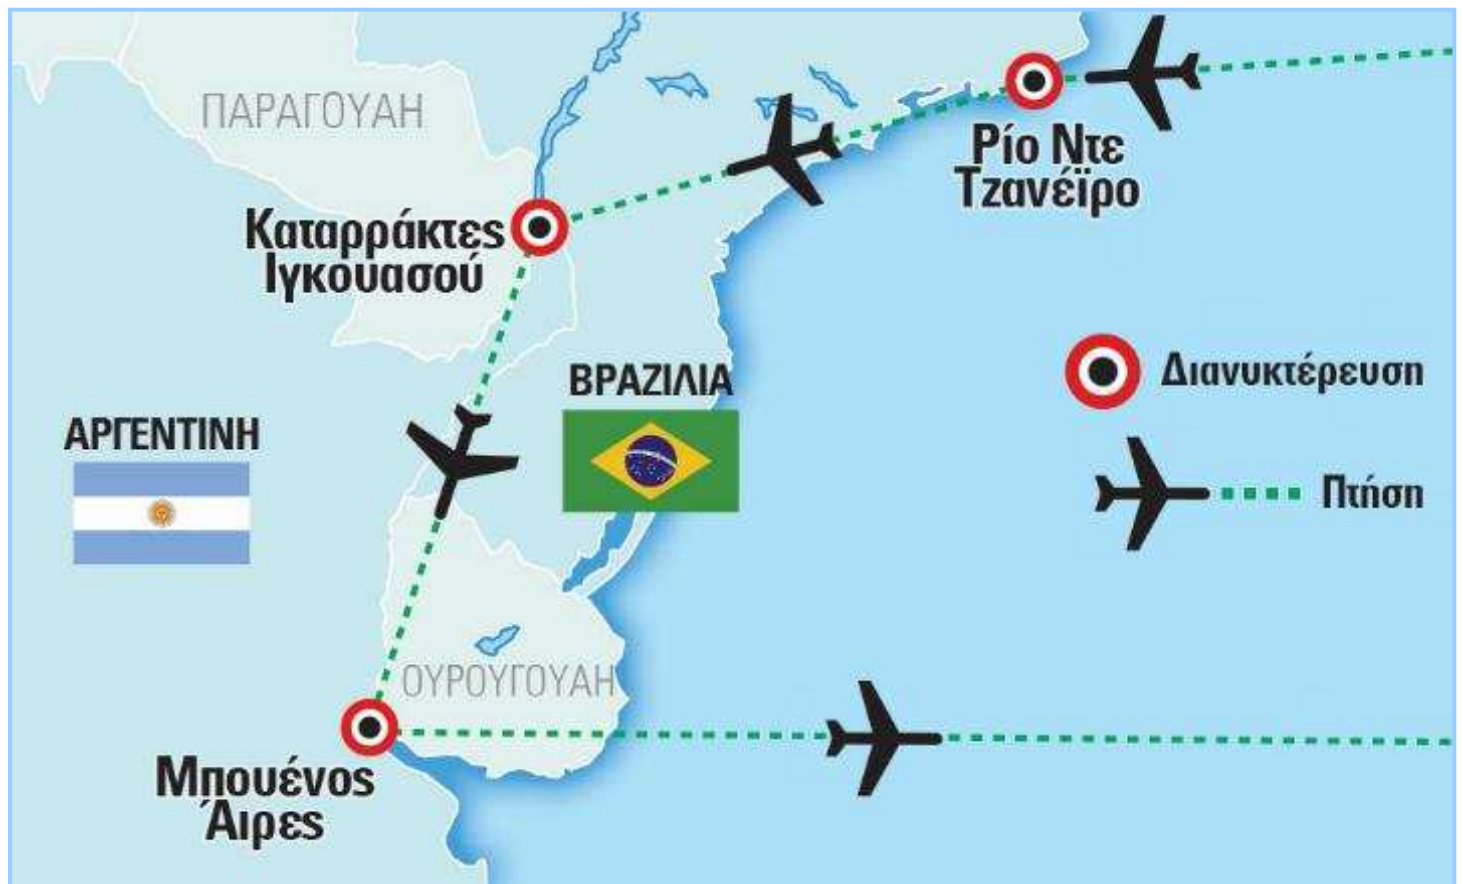 ΠΑΡΑΓΟΥΑΗ
Ρίο Ντε
Τζανέϊρο
Καταρράκτες
Ιγκουασού
ΒΡΑΖΙΛΙΑ
Διανυκτέρευση
ΑΡΓΕΝΤΙΝΗ
Πτήση
ΟΥΡΟΥΓΟΥΑΗ
Μπουένος
Άιρες